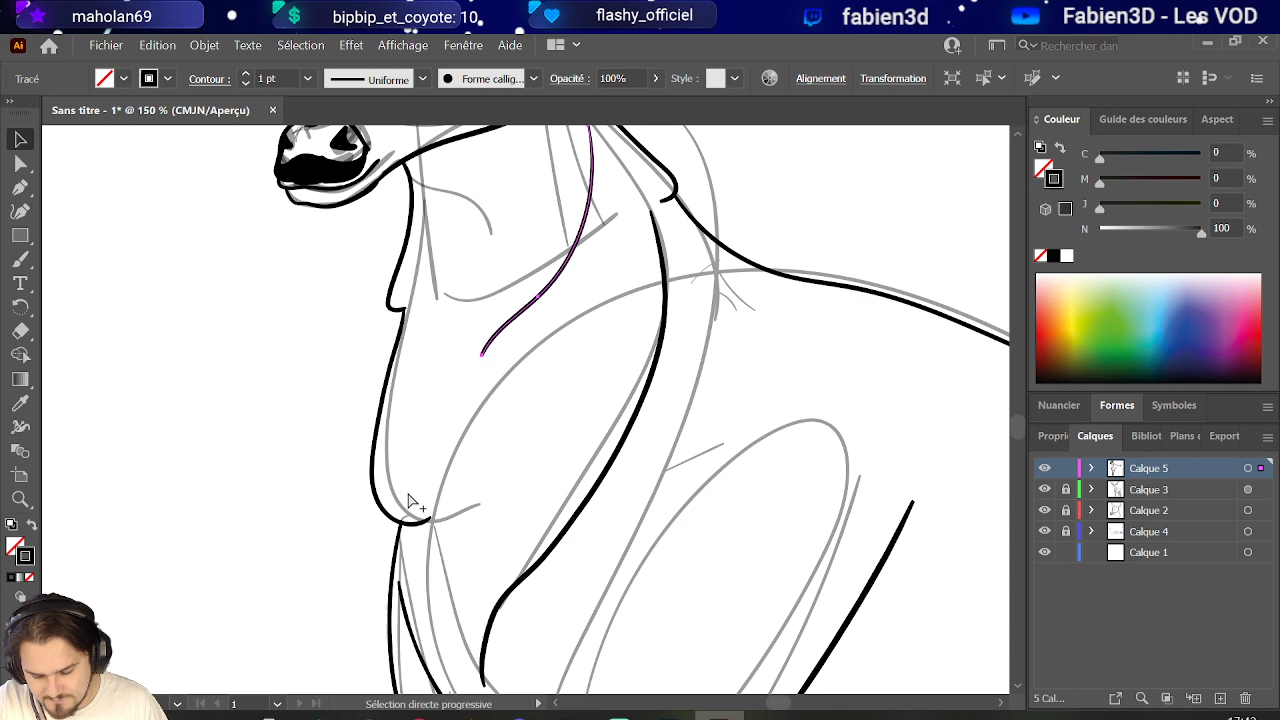 maholan69
bipbip_et_coyote: 10
flashy_officiel
fabien3d
Fabien3D - Les VOD
Ai
Fichier Edition Objet Texte Sélection Effet Affichage Fenêtre Aide
Rechercher dan
Tracé
Contour :
1 pt
Uniforme
Forme callig...
Opacité :
100%
Style :
Alignement
Transformation
Sans titre - 1* @ 150 % (CMJN/Aperçu)
Couleur
Guide des couleurs
Aspect
C 0 %
M 0 %
J 0 %
N 100 %
Nuancier
Formes
Symboles
Propri
Calques
Bibliot
Plans d
Export
Calque 5
Calque 3
Calque 2
Calque 4
Calque 1
5 Cal...
1
Sélection directe progressive